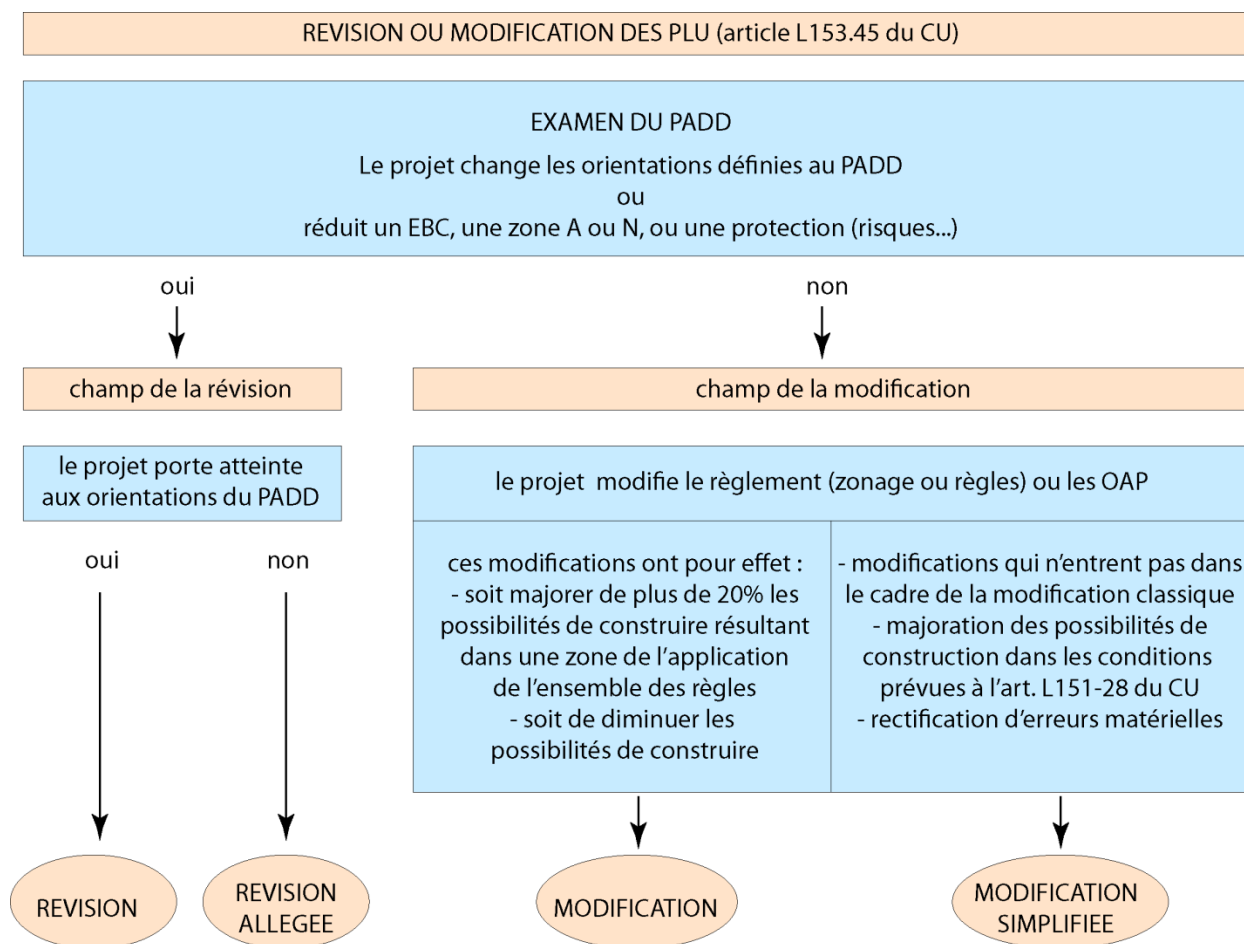 REVISION OU MODIFICATION DES PLU (article L153.45 du CU)
EXAMEN DU PADD
Le projet change les orientations définies au PADD
ou
réduit un EBC, une zone A ou N, ou une protection (risques...)
oui
non
champ de la révision
champ de la modification
le projet porte atteinte
aux orientations du PADD
le projet  modifie le règlement (zonage ou règles) ou les OAP
oui
non
ces modifications ont pour effet :
- soit majorer de plus de 20% les
possibilités de construire résultant
dans une zone de l’application
de l’ensemble des règles
- soit de diminuer les
possibilités de construire
- modifications qui n’entrent pas dans
le cadre de la modification classique
- majoration des possibilités de
construction dans les conditions
prévues à l’art. L151-28 du CU
- rectification d’erreurs matérielles
REVISION
REVISION
ALLEGEE
MODIFICATION
MODIFICATION
SIMPLIFIEE